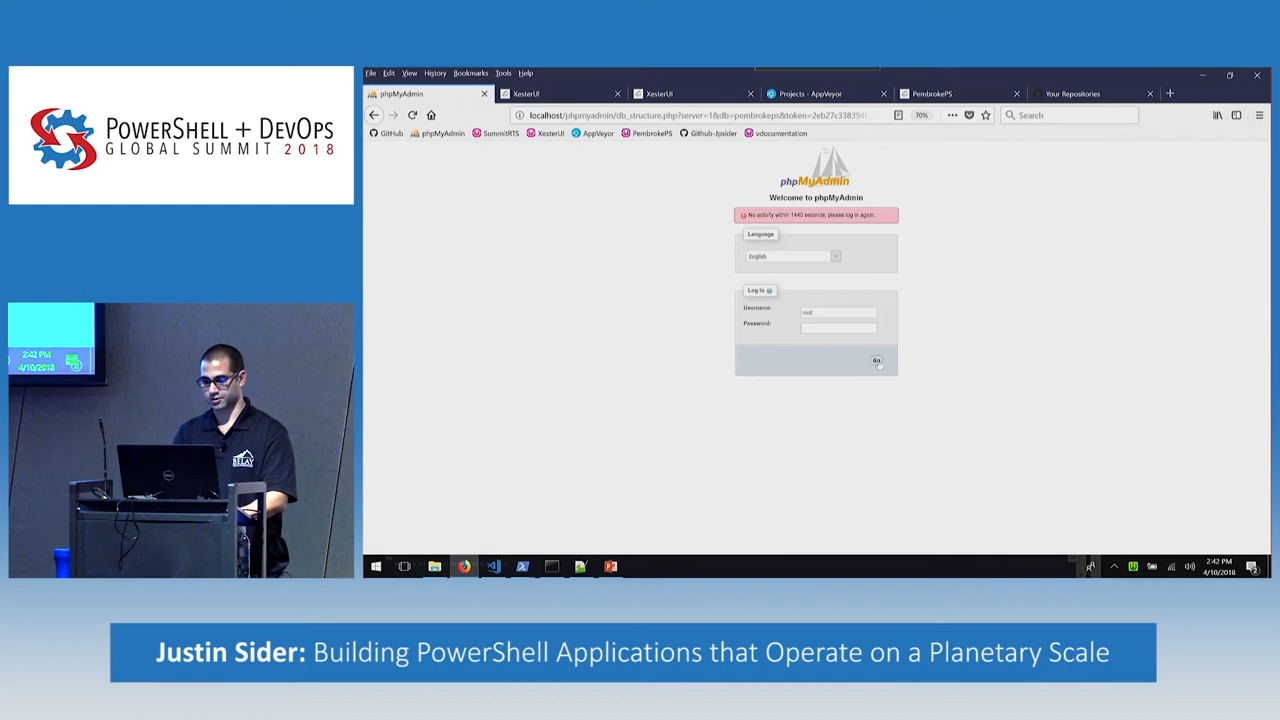 POWERSHELL + DEVOPS
GLOBAL SUMMIT 2018
2:42 PM
4/10/2018
BELAY
DELL
File Edit View History Bookmarks Tools Help
phpMyAdmin
XesterUI
XesterUI
Projects - AppVeyor
PembrokePS
Your Repositories
localhost/phpmyadmin/db_structure.php?server=1&db=pembrokeps&token=2eb27c338394
70%
Search
GitHub phpMyAdmin SummitRTS XesterUI AppVeyor PembrokePS Github-Jpsider vdocumentation
phpMyAdmin
Welcome to phpMyAdmin
No activity within 1440 seconds; please log in again.
Language
English
Log in
Username: root
Password:
Go
2:42 PM
4/10/2018
Justin Sider: Building PowerShell Applications that Operate on a Planetary Scale